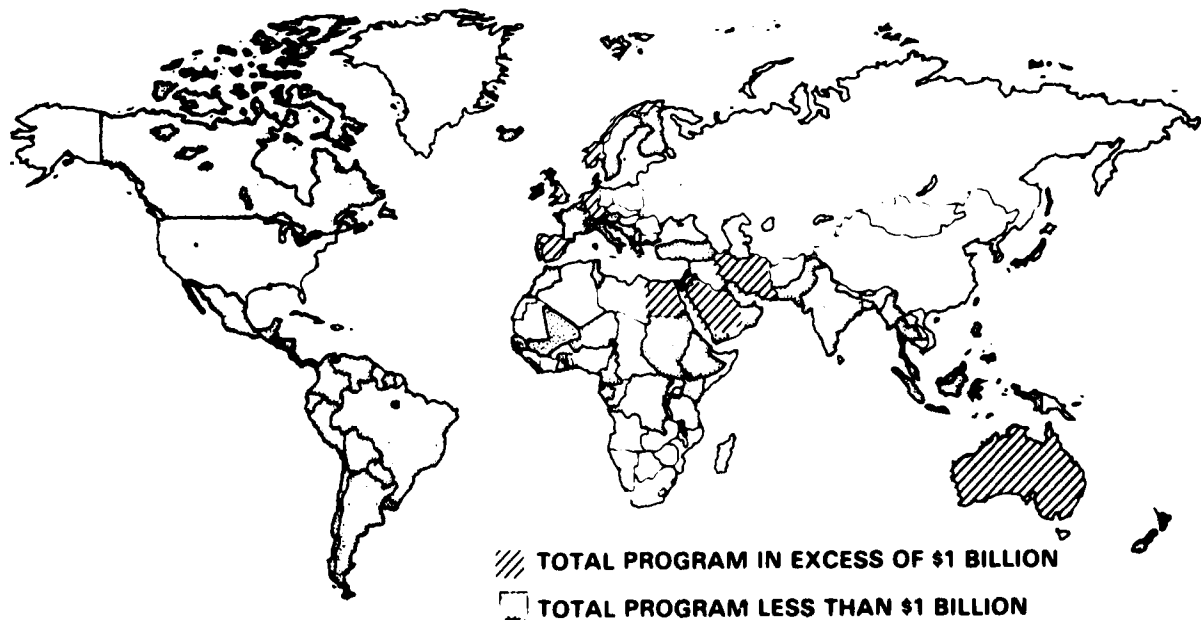 TOTAL PROGRAM IN EXCESS OF $1 BILLION
TOTAL PROGRAM LESS THAN $1 BILLION